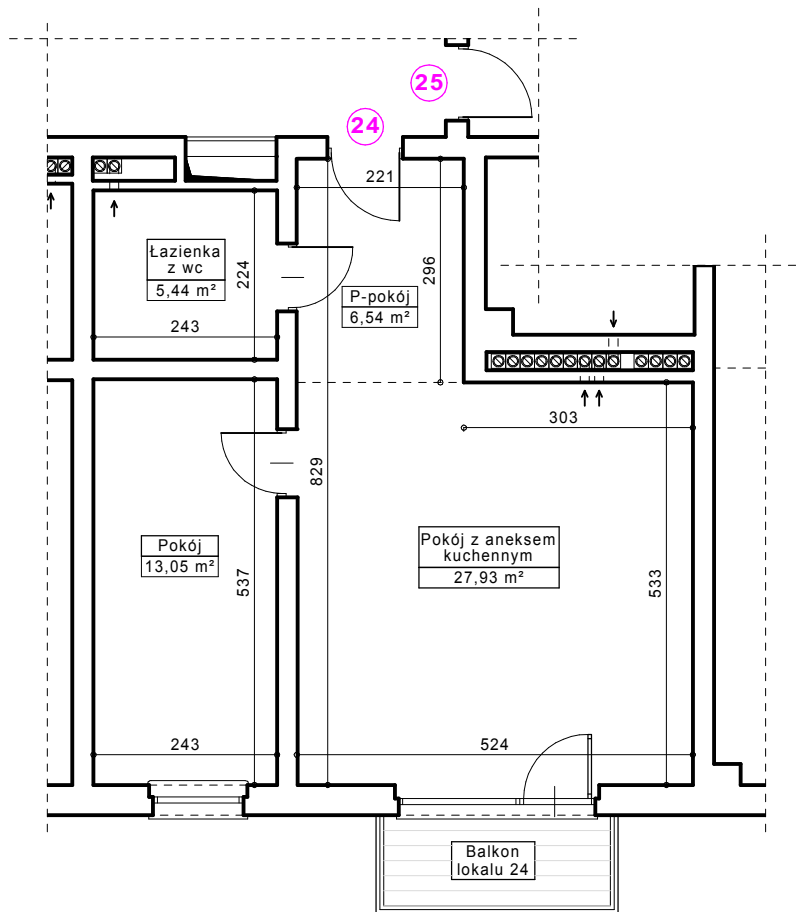 25
24
221
Łazienka
z wc
5,44 m²
224
243
P-pokój
6,54 m²
296
303
829
Pokój
13,05 m²
537
Pokój z aneksem
kuchennym
27,93 m²
533
243
524
Balkon
lokalu 24